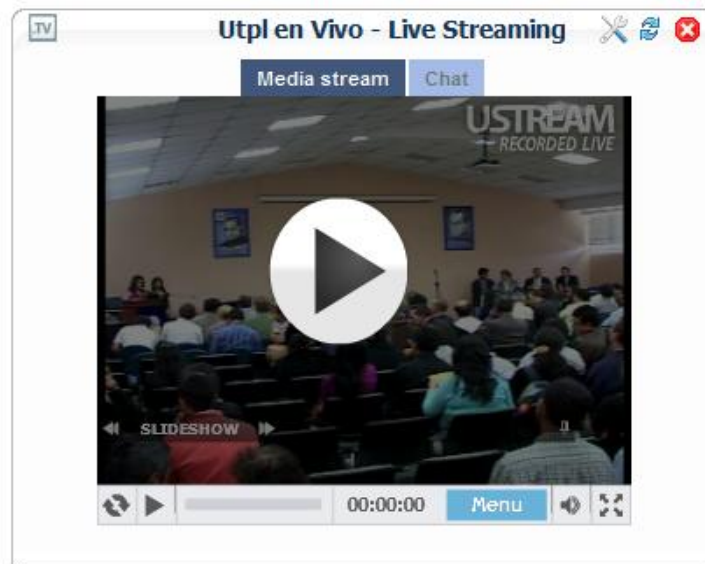 .TV
Utpl en Vivo - Live Streaming
Media stream
Chat
USTREAM
RECORDED LIVE
SLIDESHOW
00:00:00
Menu